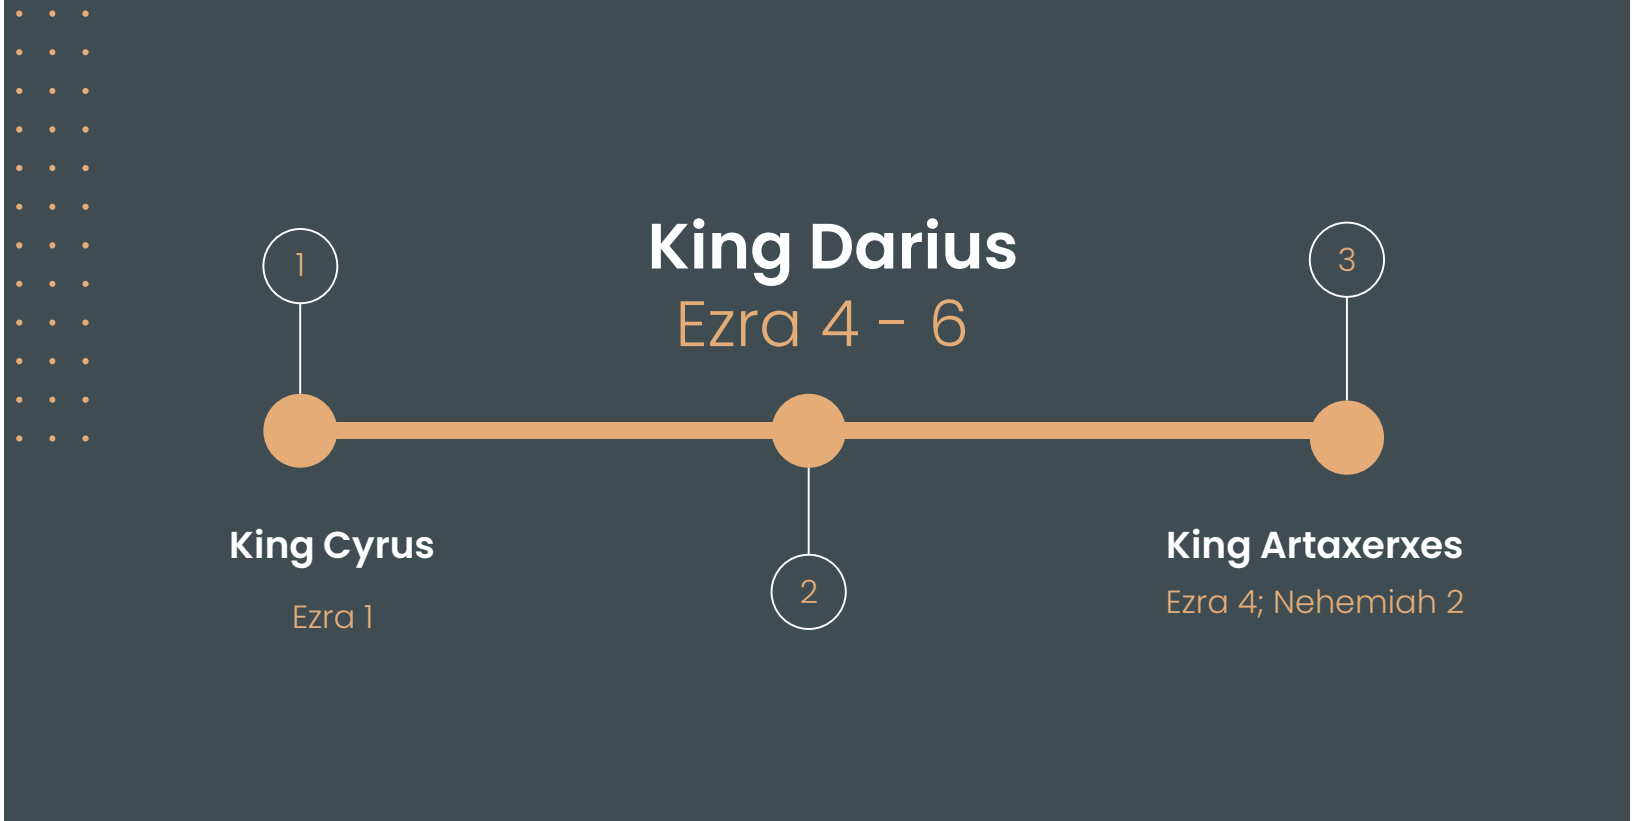 1
King Cyrus
Ezra 1
King Darius
Ezra 4 - 6
2
3
King Artaxerxes
Ezra 4; Nehemiah 2